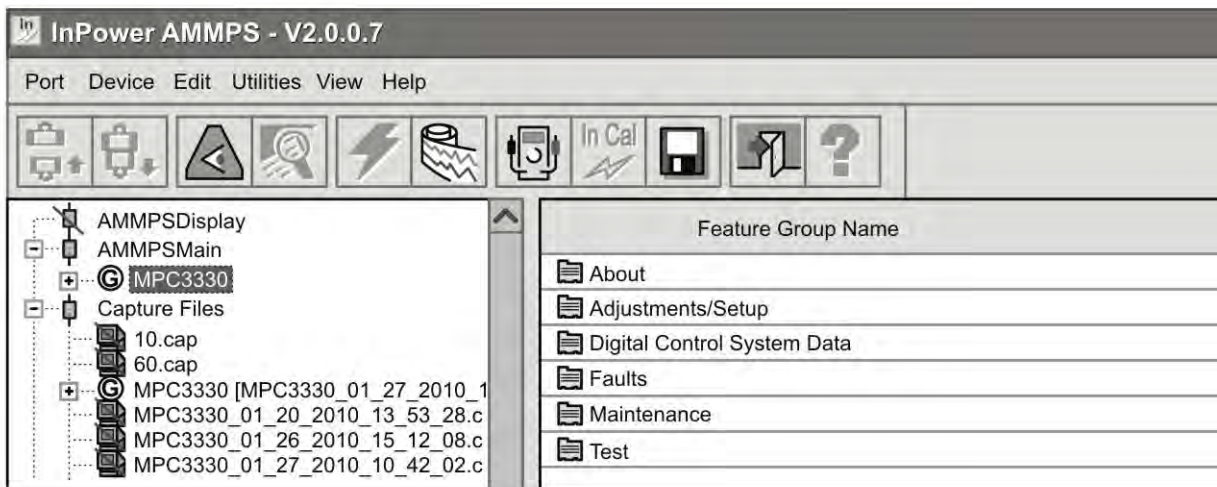 InPower AMMPS - V2.0.0.7
Port Device Edit Utilities View Help
In Cal
?
AMMPSDisplay
AMMPSMain
G MPC3330
Capture Files
10.cap
60.cap
G MPC3330 [MPC3330_01_27_2010_1
MPC3330_01_20_2010_13_53_28.c
MPC3330_01_26_2010_15_12_08.c
MPC3330_01_27_2010_10_42_02.c
Feature Group Name
About
Adjustments/Setup
Digital Control System Data
Faults
Maintenance
Test